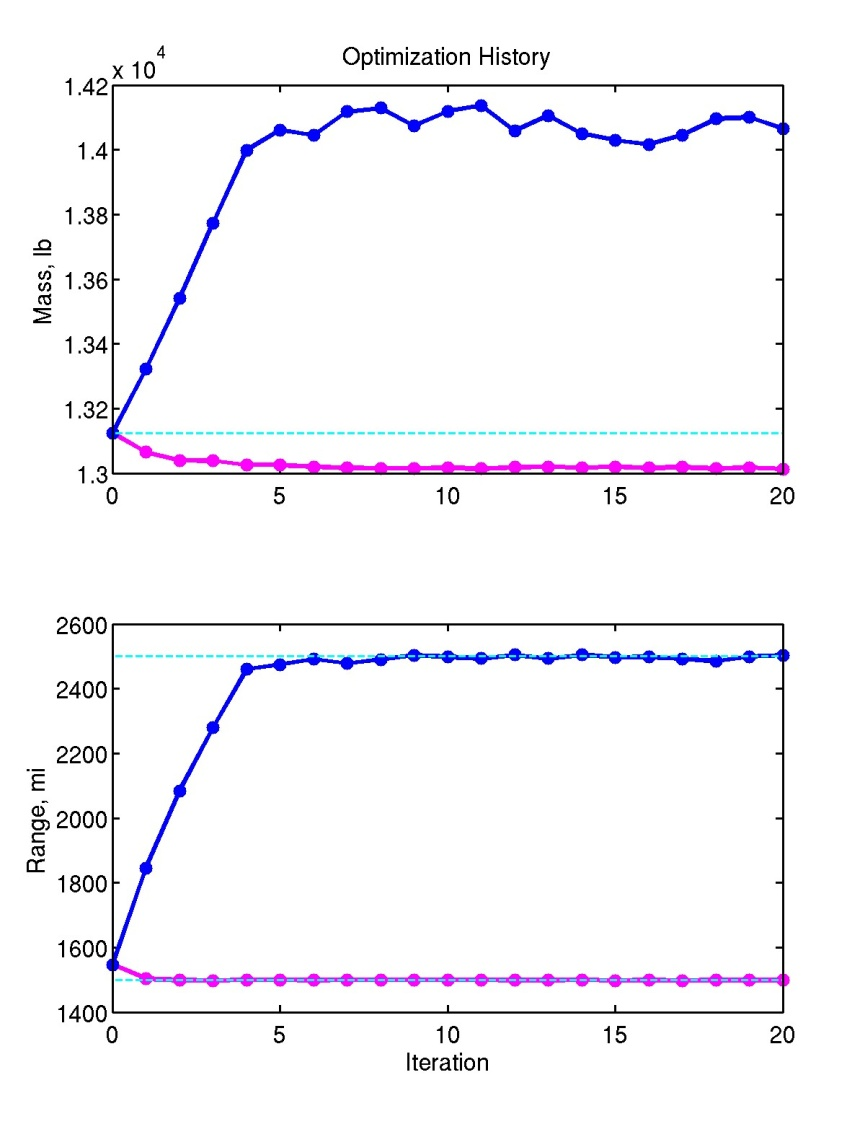 Optimization History
x 10^4
1.42
1.4
1.38
1.36
1.34
1.32
1.3
Mass, lb
0 5 10 15 20
2600
2400
2200
2000
1800
1600
1400
Range, mi
0 5 10 15 20
Iteration